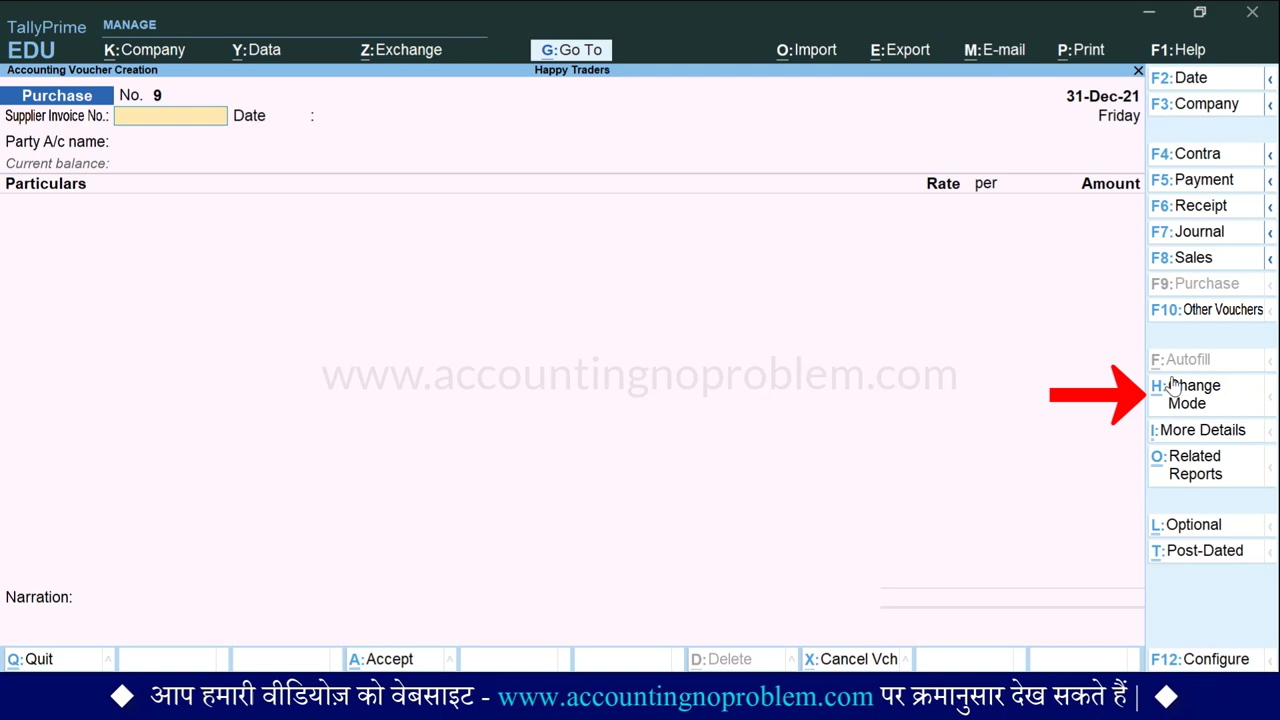 TallyPrime MANAGE
EDU K:Company Y:Data Z:Exchange G:Go To O:Import E:Export M:E-mail P:Print F1:Help
Accounting Voucher Creation Happy Traders
Purchase No. 9 31-Dec-21
Supplier Invoice No.: Date : Friday
Party A/c name:
Current balance:
Particulars Rate per Amount
F2:Date
F3:Company
F4:Contra
F5:Payment
F6:Receipt
F7:Journal
F8:Sales
F9:Purchase
F10:Other Vouchers
F:Autofill
H:Change
Mode
I:More Details
O:Related
Reports
L:Optional
T:Post-Dated
www.accountingnoproblem.com
Narration:
Q:Quit A:Accept D:Delete X:Cancel Vch F12:Configure
आप हमारी वीडियोज़ को वेबसाइट - www.accountingnoproblem.com पर क्रमानुसार देख सकते हैं |